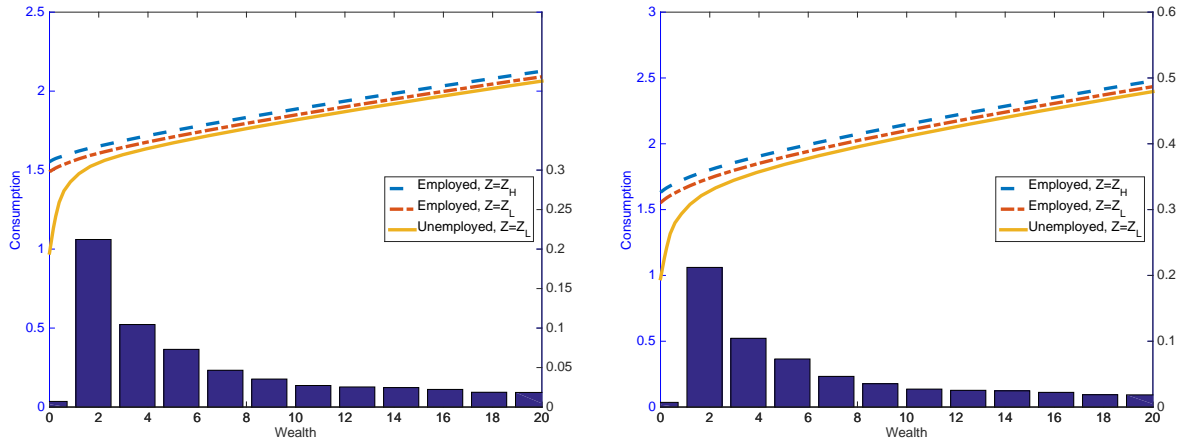 2.5
2
1.5
1
0.5
0
Consumption
0.3
0.25
0.2
0.15
0.1
0.05
0
Employed, Z=Z_H
Employed, Z=Z_L
Unemployed, Z=Z_L
0 2 4 6 8 10 12 14 16 18 20
Wealth
3
2.5
2
1.5
1
0.5
0
Consumption
0.6
0.5
0.4
0.3
0.2
0.1
0
Employed, Z=Z_H
Employed, Z=Z_L
Unemployed, Z=Z_L
0 2 4 6 8 10 12 14 16 18 20
Wealth